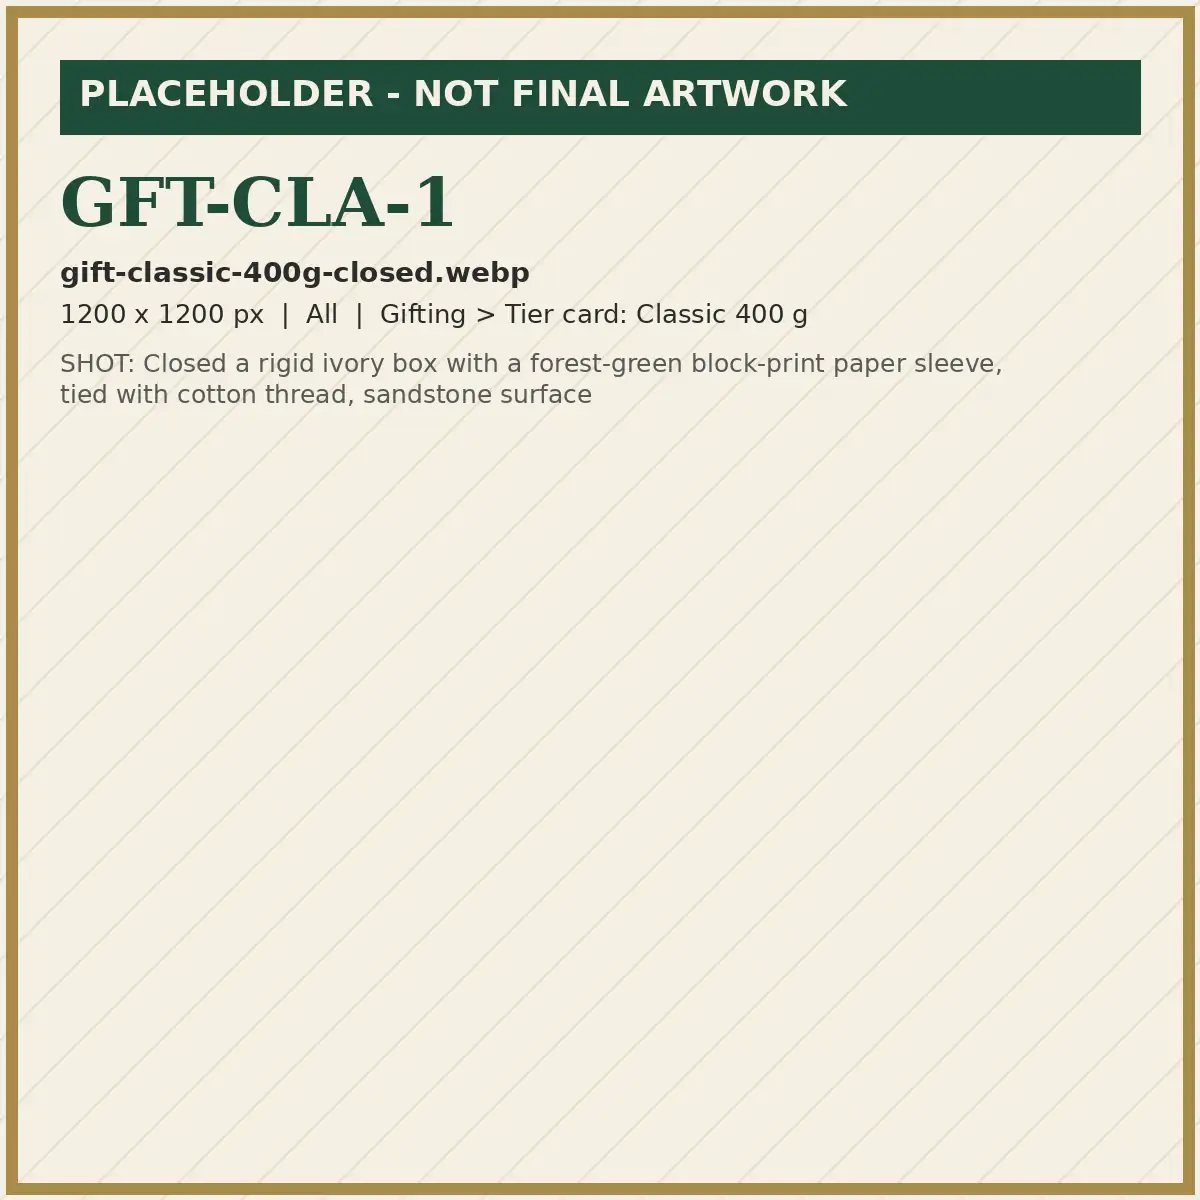 PLACEHOLDER - NOT FINAL ARTWORK
GFT-CLA-1
gift-classic-400g-closed.webp
1200 x 1200 px | All | Gifting > Tier card: Classic 400 g
SHOT: Closed a rigid ivory box with a forest-green block-print paper sleeve,
tied with cotton thread, sandstone surface